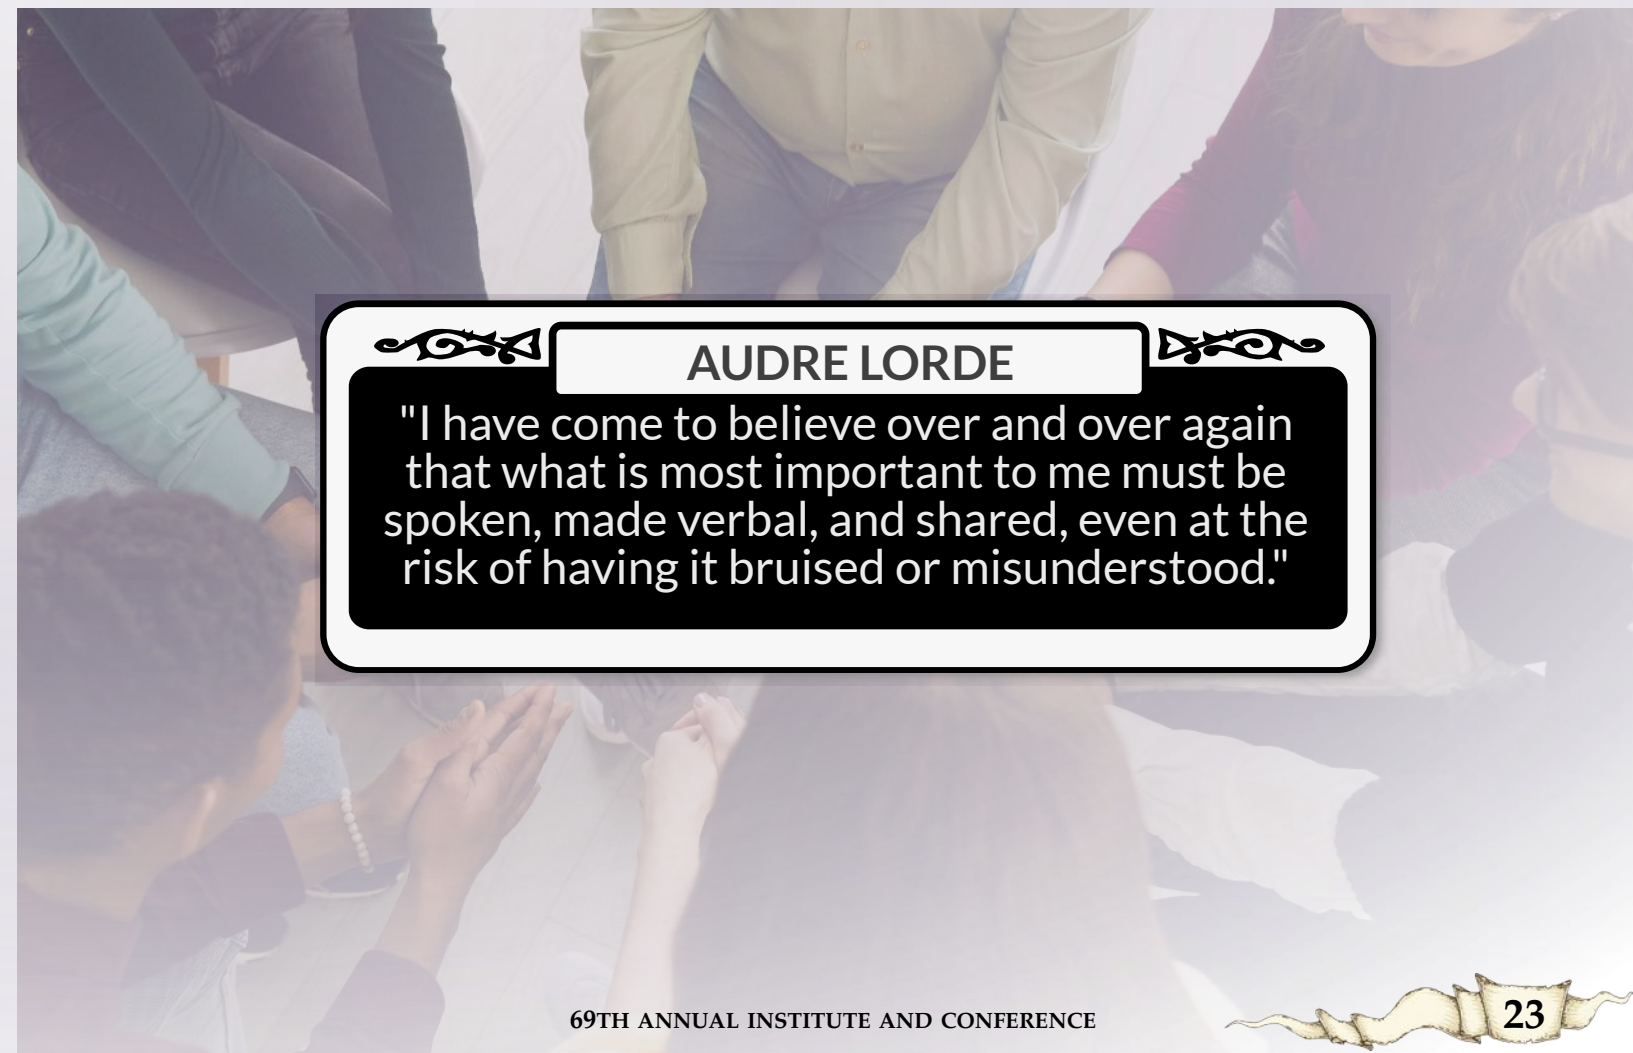 AUDRE LORDE
"I have come to believe over and over again
that what is most important to me must be
spoken, made verbal, and shared, even at the
risk of having it bruised or misunderstood."
69TH ANNUAL INSTITUTE AND CONFERENCE
23